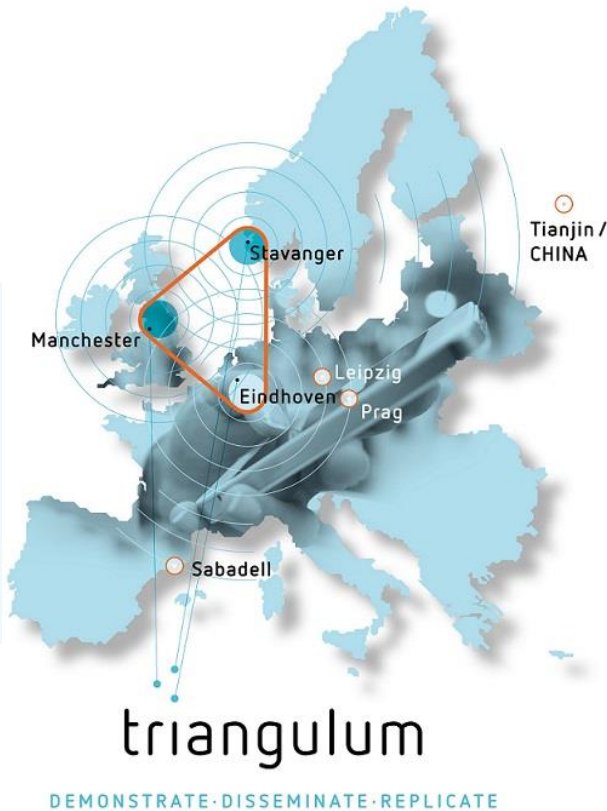 Tianjin /
CHINA
Stavanger
Manchester
Leipzig
Eindhoven
Prag
Sabadell
triangulum
DEMONSTRATE·DISSEMINATE·REPLICATE